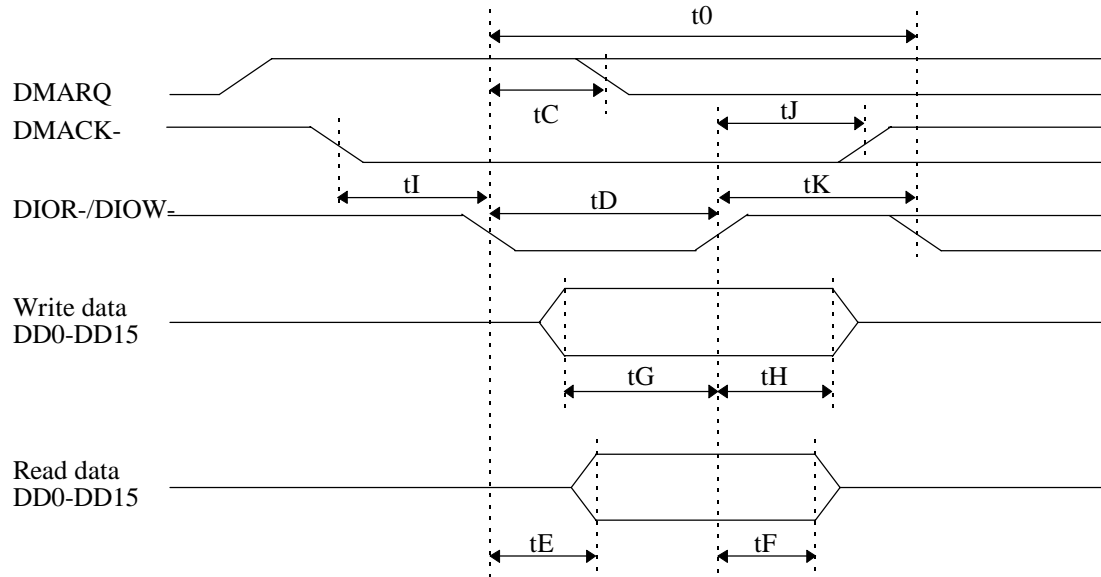 t0
DMARQ
tC
DMACK-
tJ
tI
tK
tD
DIOR-/DIOW-
Write data
DD0-DD15
tG
tH
Read data
DD0-DD15
tE
tF